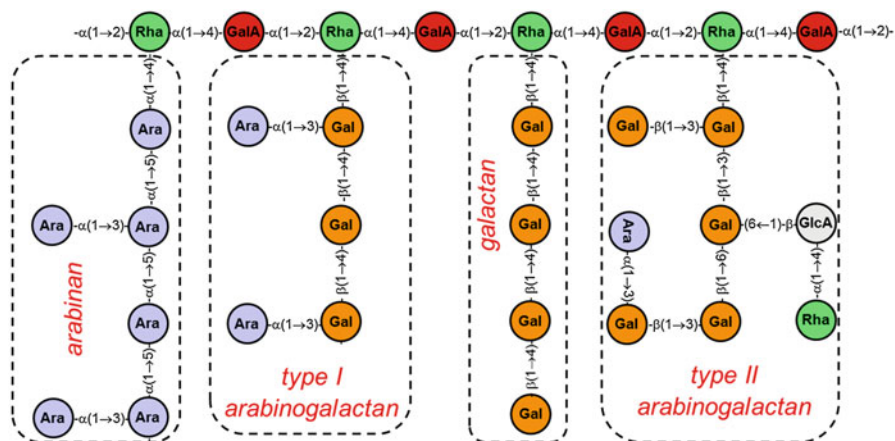 -α(1→2)- Rha α(1→4)- GalA -α(1→2)- Rha -α(1→4)- GalA -α(1→2)- Rha -α(1→4)- GalA -α(1→2)- Rha -α(1→4)- GalA -α(1→2)-
-α(1→4)- β(1→4)- β(1→4)- β(1→4)-
Ara Ara -α(1→3)- Gal Gal Gal -β(1→3)- Gal
-α(1→5)- β(1→4)- β(1→4)- β(1→3)-
Ara -α(1→3)- Ara Gal Gal Ara Gal -(6←1)-β- GlcA
-α(1→5)- β(1→4)- β(1→4)- -α(1→3)- β(1→6)- -α(1→4)-
Ara Ara -α(1→3)- Gal Gal Gal -β(1→3)- Gal Rha
-α(1→5)- β(1→4)-
Ara -α(1→3)- Ara Gal
arabinan
type I
arabinogalactan
galactan
type II
arabinogalactan